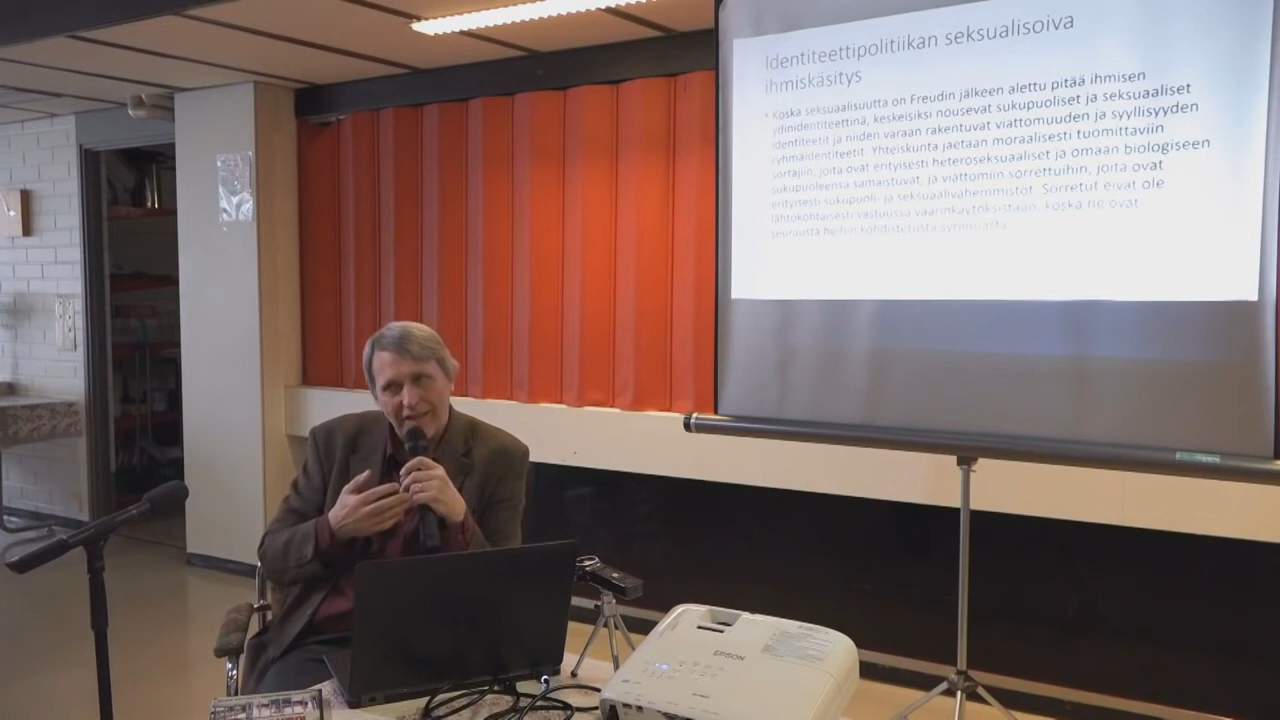 Identiteettipolitiikan seksualisoiva
ihmiskäsitys
• Koska seksuaalisuutta on Freudin jälkeen alettu pitää ihmisen
ydinidentiteettinä, keskeisiksi nousevat sukupuoliset ja seksuaaliset
identiteetit ja niiden varaan rakentuvat viattomuuden ja syyllisyyden
ryhmäidentiteetit. Yhteiskunta jaetaan moraalisesti tuomittaviin
sortajiin, joita ovat erityisesti heteroseksuaaliset ja omaan biologiseen
sukupuoleensa samaistuvat, ja viattomiin sorrettuihin, joita ovat
erityisesti sukupuoli- ja seksuaalivähemmistöt. Sorretut eivät ole
lähtökohtaisesti vastuussa väärinkäytöksistään, koska ne ovat
seurausta heihin kohdistetusta syrjinnästä.
EPSON